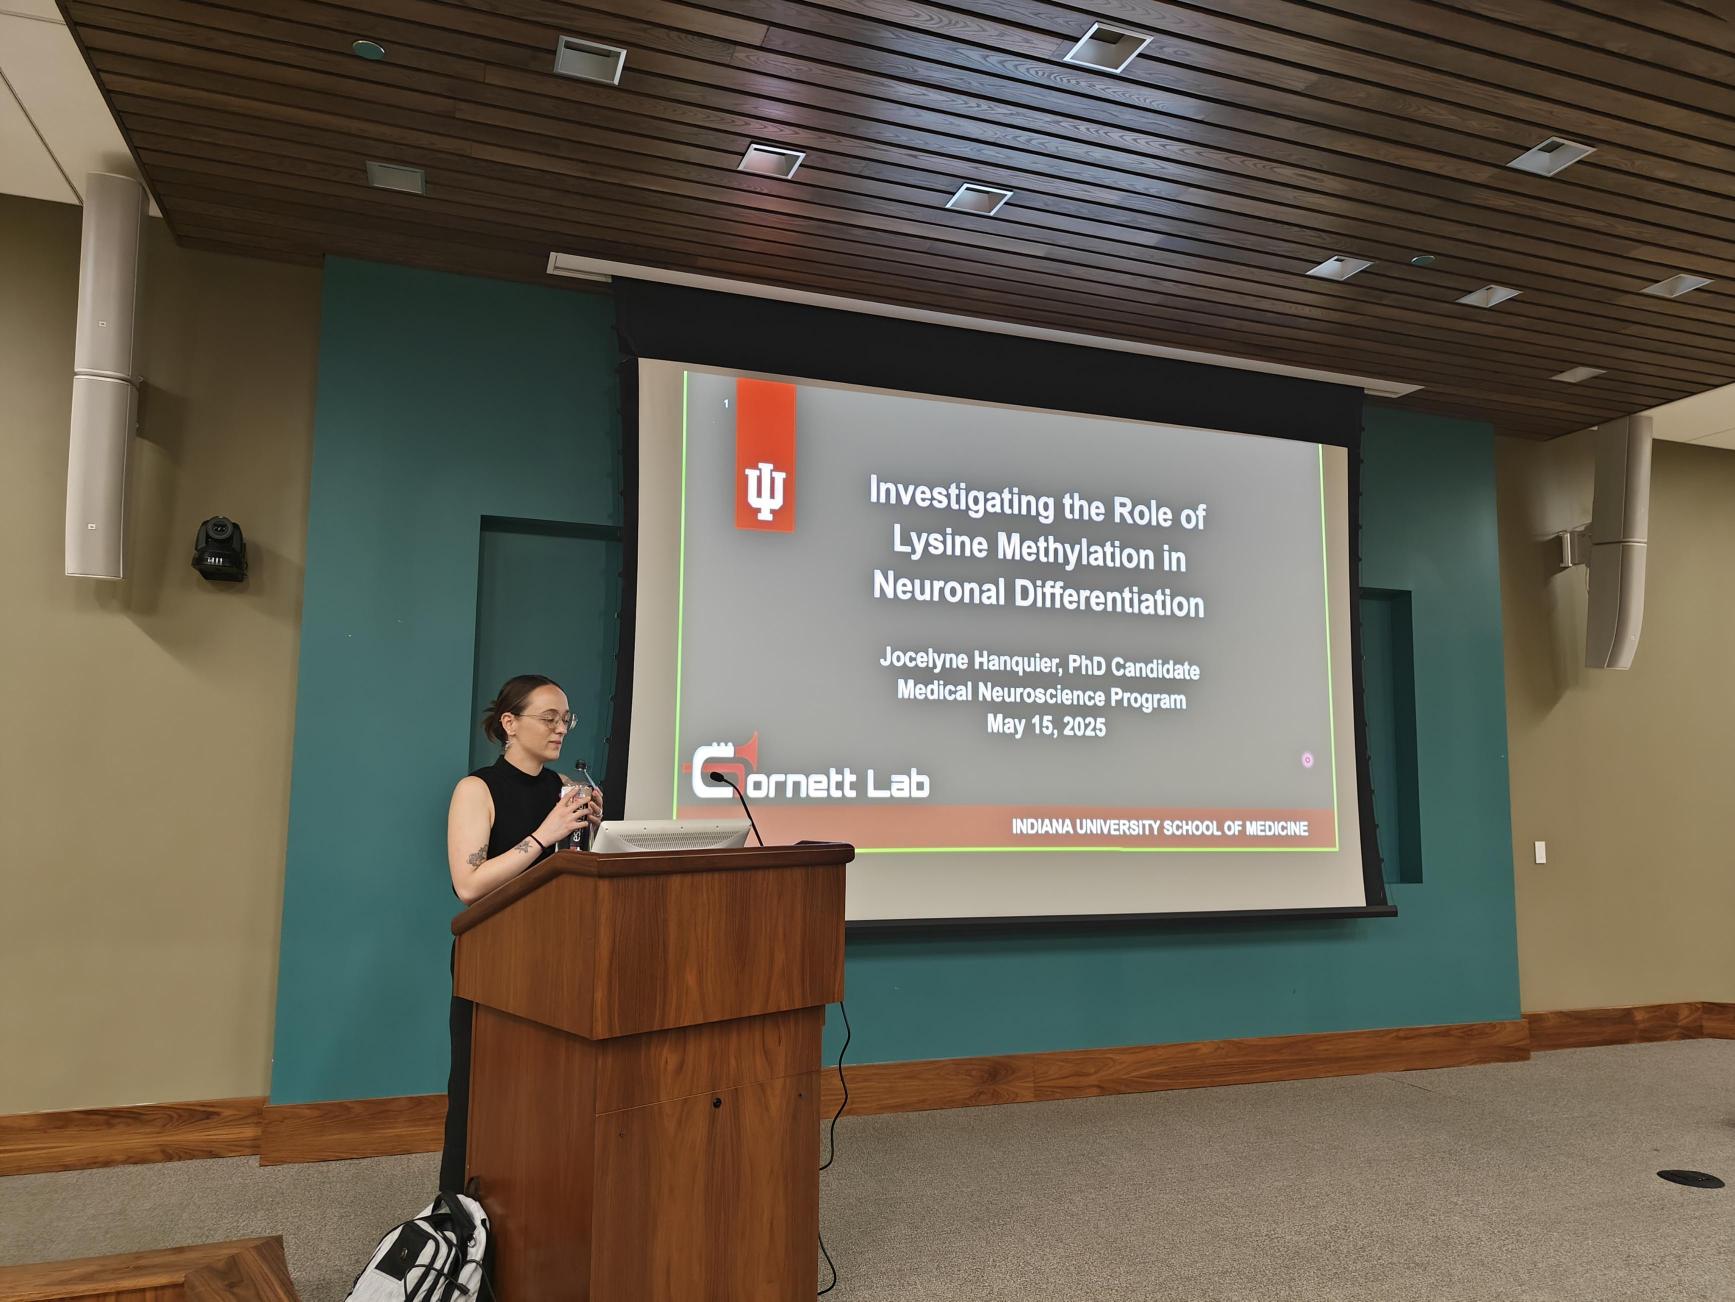 1
Investigating the Role of
Lysine Methylation in
Neuronal Differentiation
Jocelyne Hanquier, PhD Candidate
Medical Neuroscience Program
May 15, 2025
Cornett Lab
INDIANA UNIVERSITY SCHOOL OF MEDICINE